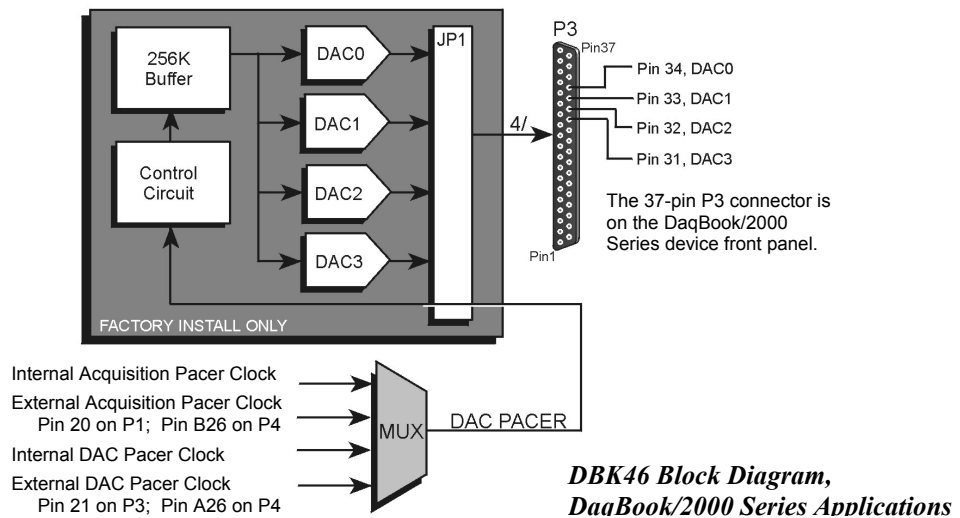 256K
Buffer
Control
Circuit
DAC0
DAC1
DAC2
DAC3
JP1
4/
P3
Pin37
Pin 34, DAC0
Pin 33, DAC1
Pin 32, DAC2
Pin 31, DAC3
Pin1
The 37-pin P3 connector is
on the DaqBook/2000
Series device front panel.
FACTORY INSTALL ONLY
Internal Acquisition Pacer Clock
External Acquisition Pacer Clock
Pin 20 on P1; Pin B26 on P4
Internal DAC Pacer Clock
External DAC Pacer Clock
Pin 21 on P3; Pin A26 on P4
MUX
DAC PACER
DBK46 Block Diagram,
DaqBook/2000 Series Applications